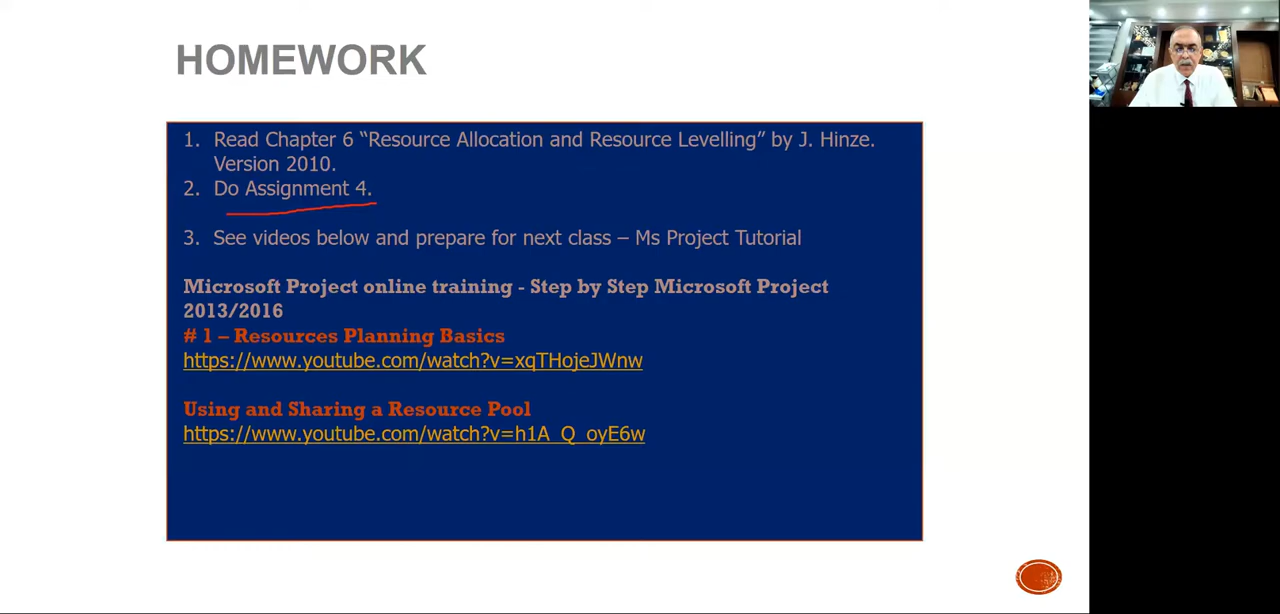 HOMEWORK
1. Read Chapter 6 “Resource Allocation and Resource Levelling” by J. Hinze.
Version 2010.
2. Do Assignment 4.
3. See videos below and prepare for next class – Ms Project Tutorial
Microsoft Project online training - Step by Step Microsoft Project
2013/2016
# 1 – Resources Planning Basics
https://www.youtube.com/watch?v=xqTHojeJWnw
Using and Sharing a Resource Pool
https://www.youtube.com/watch?v=h1A_Q_oyE6w